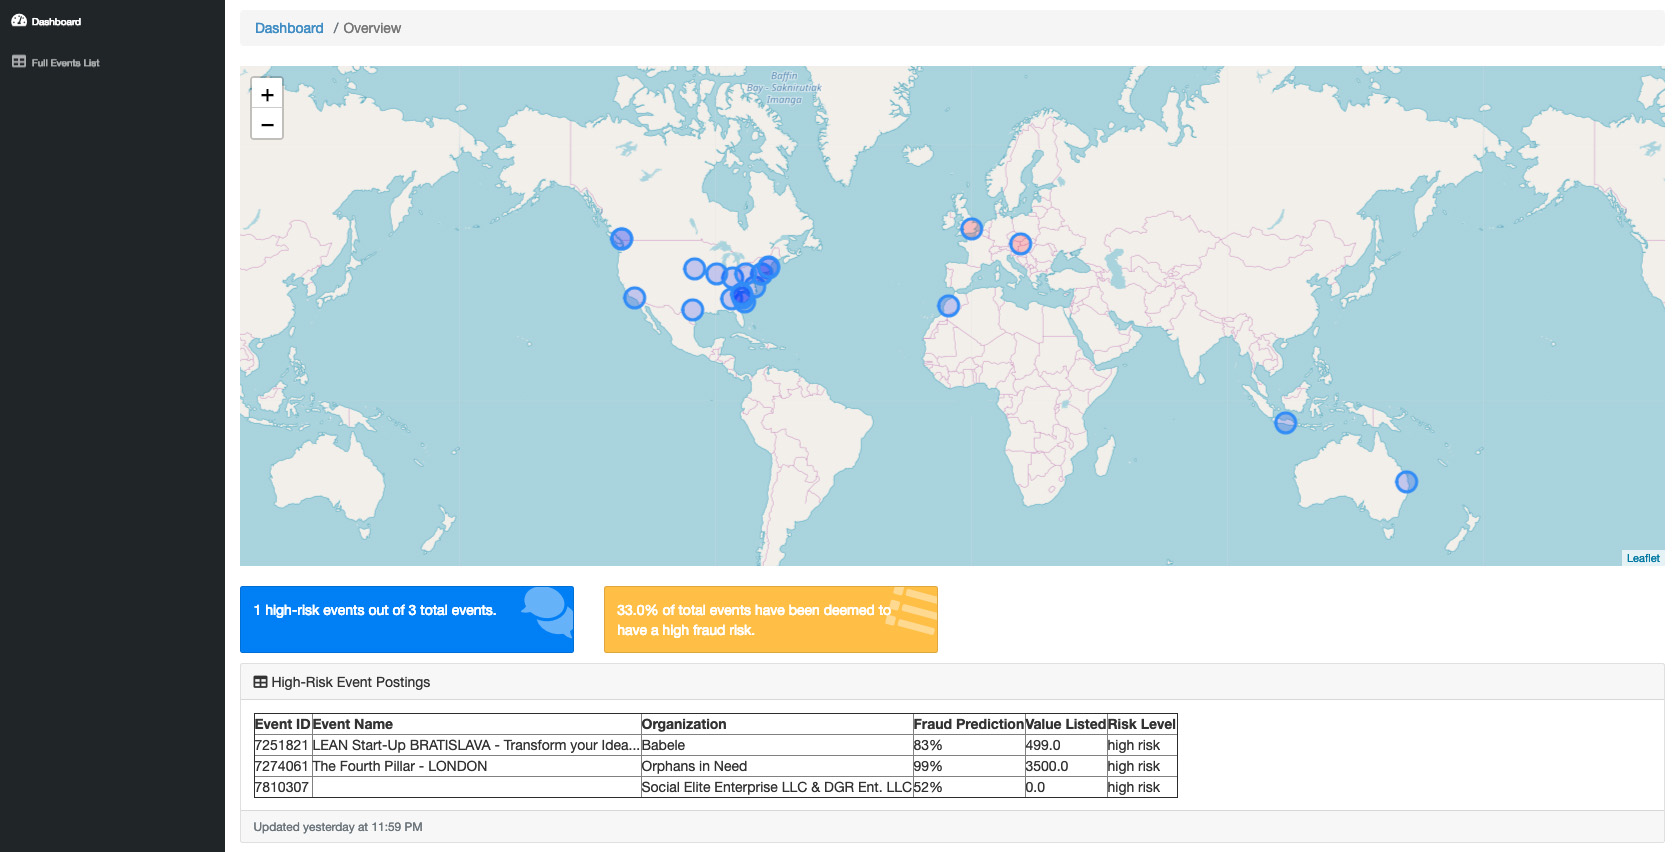 Dashboard
Full Events List
Dashboard / Overview
+
−
Baffin
Bay - Saknirutiak
Imanga
Leaflet
1 high-risk events out of 3 total events.
33.0% of total events have been deemed to
have a high fraud risk.
High-Risk Event Postings
Event ID Event Name Organization Fraud Prediction Value Listed Risk Level
7251821 LEAN Start-Up BRATISLAVA - Transform your Idea... Babele 83% 499.0 high risk
7274061 The Fourth Pillar - LONDON Orphans in Need 99% 3500.0 high risk
7810307 Social Elite Enterprise LLC & DGR Ent. LLC 52% 0.0 high risk
Updated yesterday at 11:59 PM